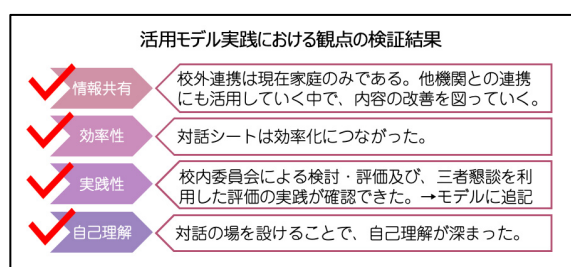 活用モデル実践における観点の検証結果
情報共有
校外連携は現在家庭のみである。他機関との連携
にも活用していく中で、内容の改善を図っていく。
効率性
対話シートは効率化につながった。
実践性
校内委員会による検討・評価及び、三者懇談を利
用した評価の実践が確認できた。→モデルに追記
自己理解
対話の場を設けることで、自己理解が深まった。